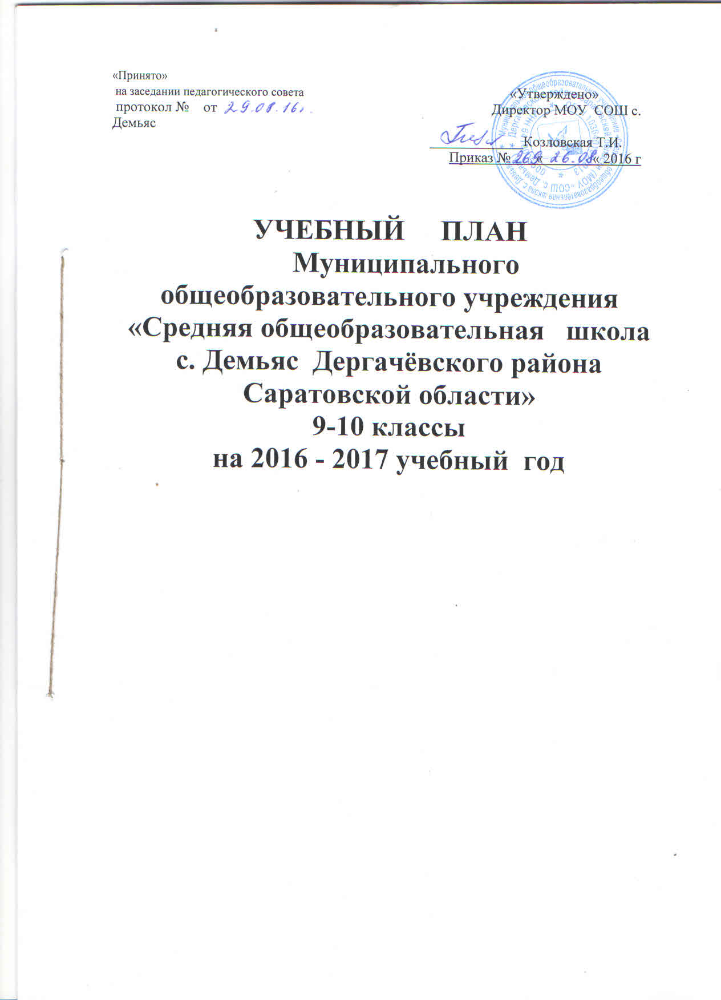 «Принято»
на заседании педагогического совета
протокол № от 29.08.16г.
Демьяс
«Утверждено»
Директор МОУ СОШ с.
Козловская Т.И.
Приказ № 269 « 26.08 « 2016 г
УЧЕБНЫЙ ПЛАН
Муниципального
общеобразовательного учреждения
«Средняя общеобразовательная школа
с. Демьяс Дергачёвского района
Саратовской области»
9-10 классы
на 2016 - 2017 учебный год